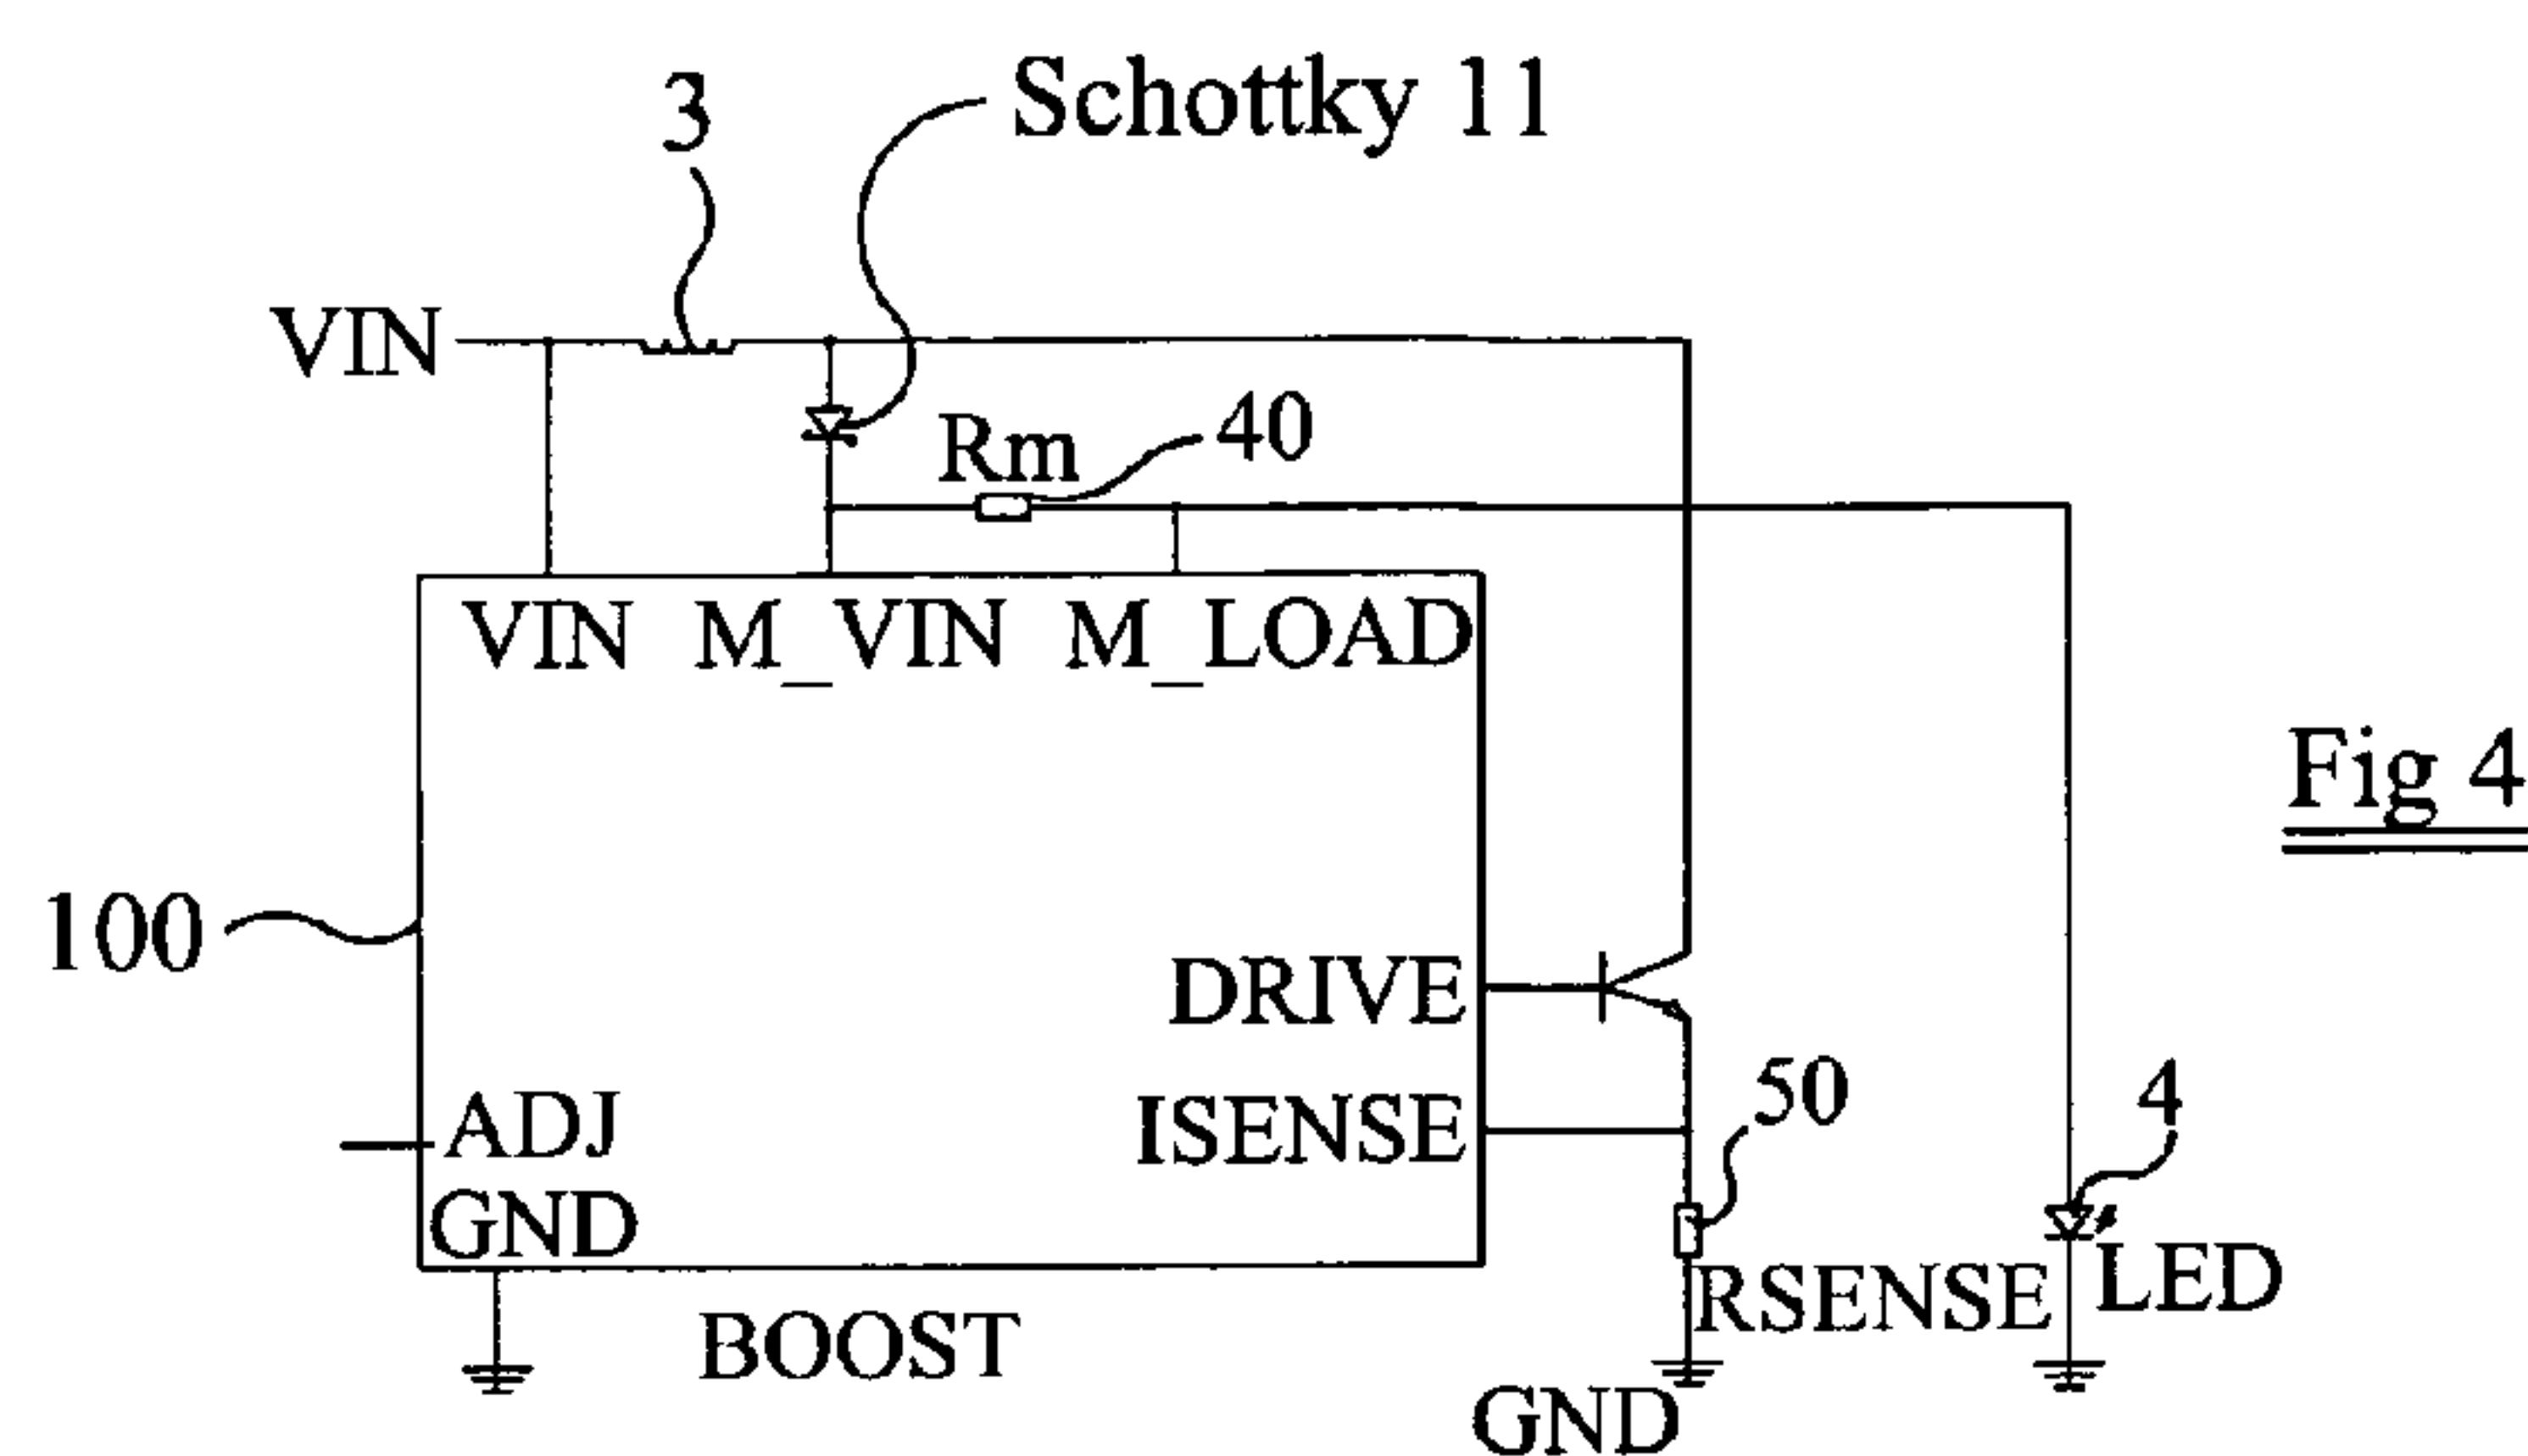 3
Schottky 11
VIN
Rm
40
VIN M_VIN M_LOAD
Fig 4
100
DRIVE
50
4
ADJ
ISENSE
GND
LED
RSENSE
BOOST
GND